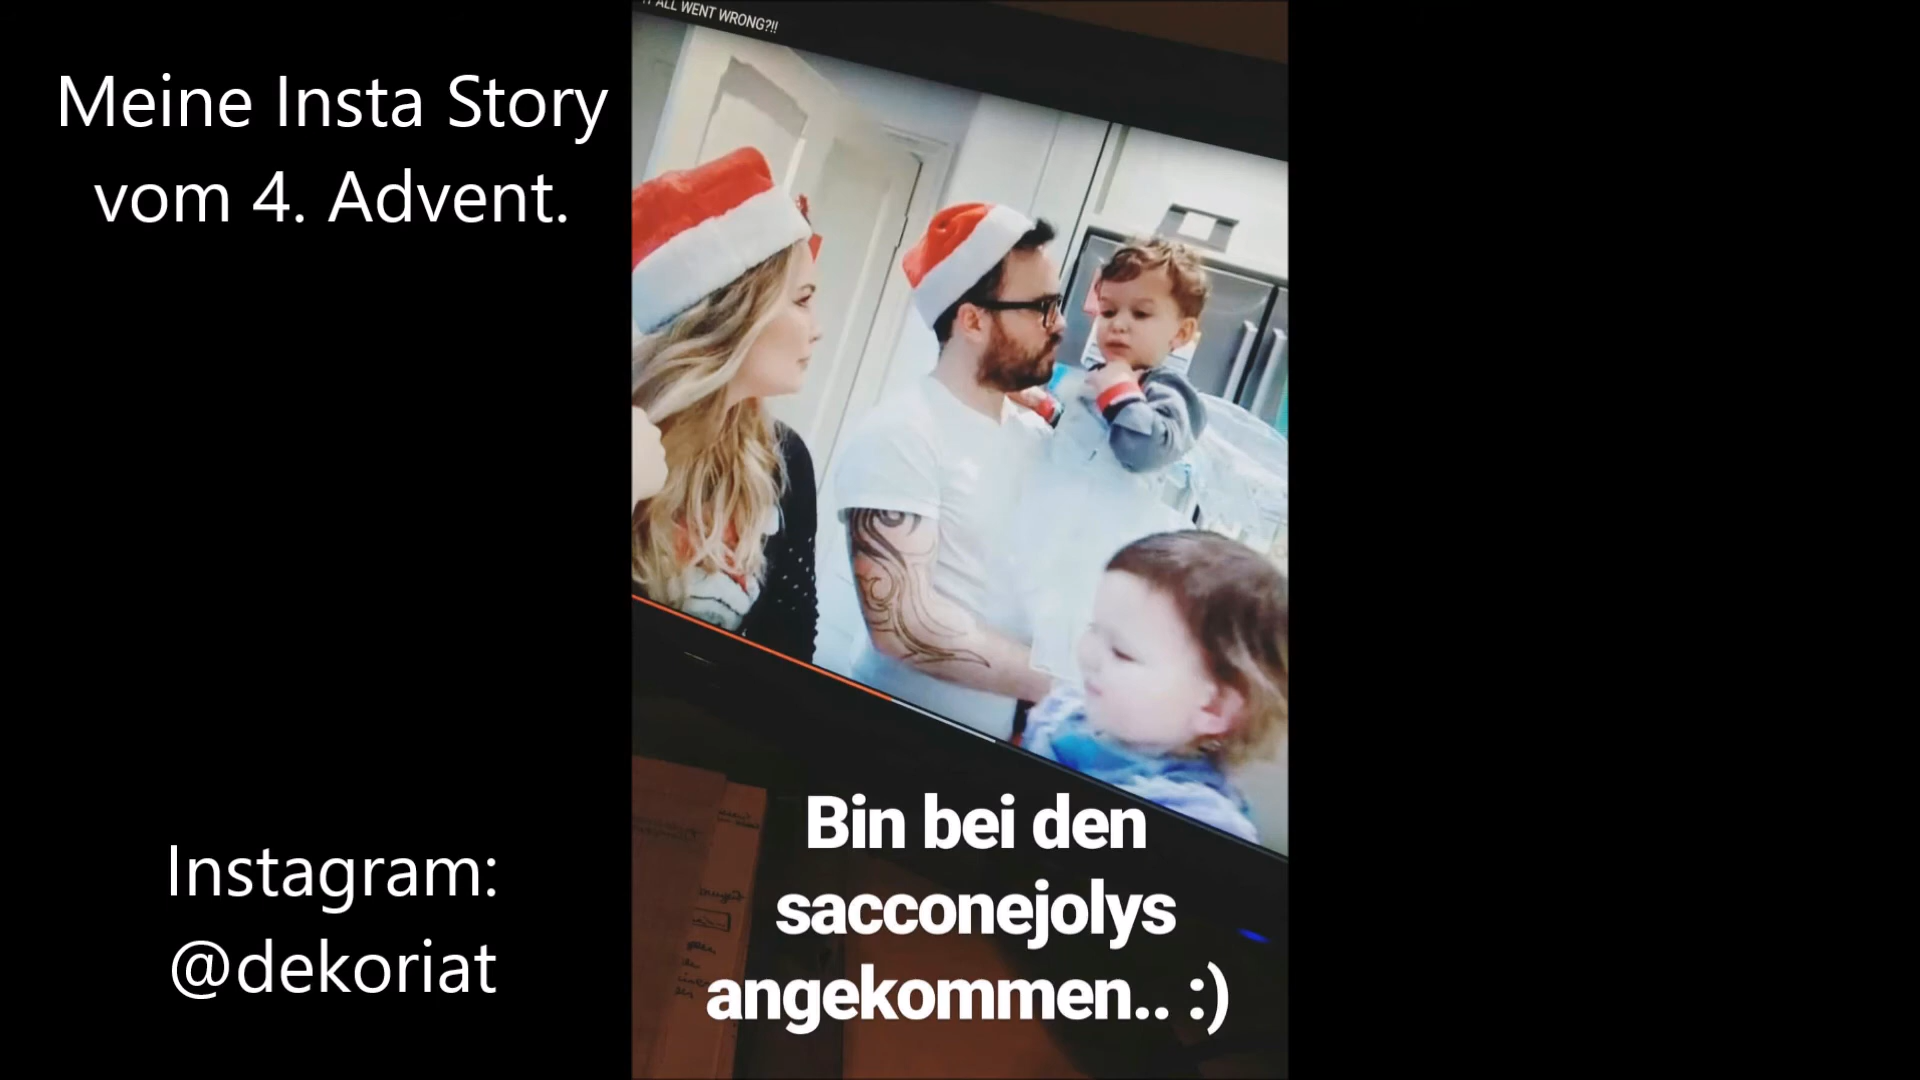 ALL WENT WRONG?!!
Meine Insta Story
vom 4. Advent.
Instagram:
@dekoriat
Bin bei den
sacconejolys
angekommen.. :)